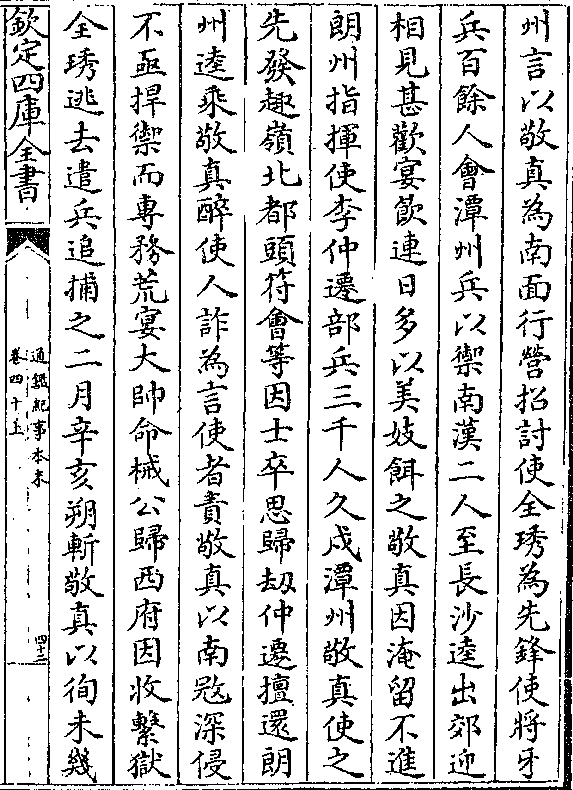 州言以敬真為南面行營招討使全琇為先鋒使將牙
兵百餘人會潭州兵以禦南漢二人至長沙逵出郊迎
相見甚歡宴飲連日多以美妓餌之敬真因淹留不進
朗州指揮使李仲遷部兵三千人久戍潭州敬真使之
先發趣嶺北都頭符會等因士卒思歸刼仲遷擅還朗
州逵乘敬真醉使人詐為言使者責敬真以南寇深侵
不亟捍禦而專務荒宴大帥命械公歸西府因收繫獄
全琇逃去遣兵追捕之二月辛亥朔斬敬真以徇未幾
欽定四庫全書
通鑑紀事本末
卷四十上
四十二